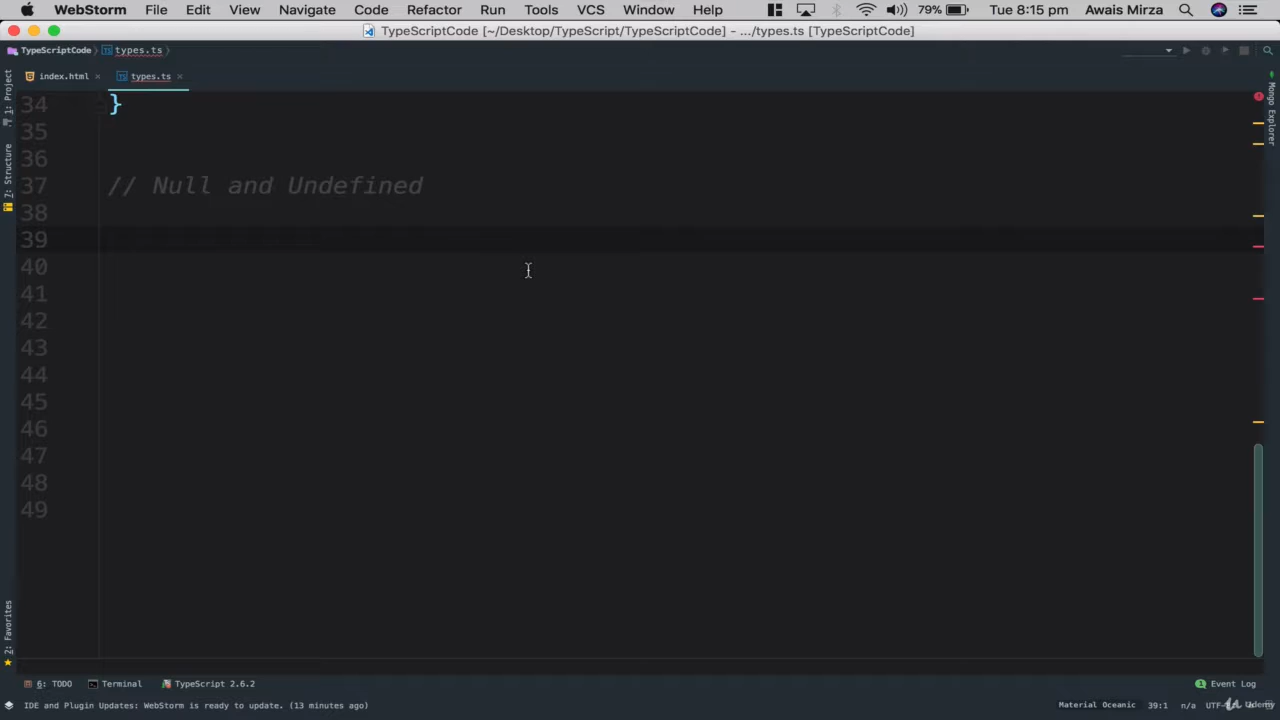 WebStorm File Edit View Navigate Code Refactor Run Tools VCS Window Help 79% Tue 8:15 pm Awais Mirza
TypeScriptCode [~/Desktop/TypeScript/TypeScriptCode] - .../types.ts [TypeScriptCode]
TypeScriptCode types.ts
index.html types.ts
1: Project
7: Structure
2: Favorites
Mongo Explorer
34 }
35
36
37 // Null and Undefined
38
39
40
41
42
43
44
45
46
47
48
49
6: TODO Terminal TypeScript 2.6.2 1 Event Log
IDE and Plugin Updates: WebStorm is ready to update. (13 minutes ago) Material Oceanic 39:1 n/a Udemy